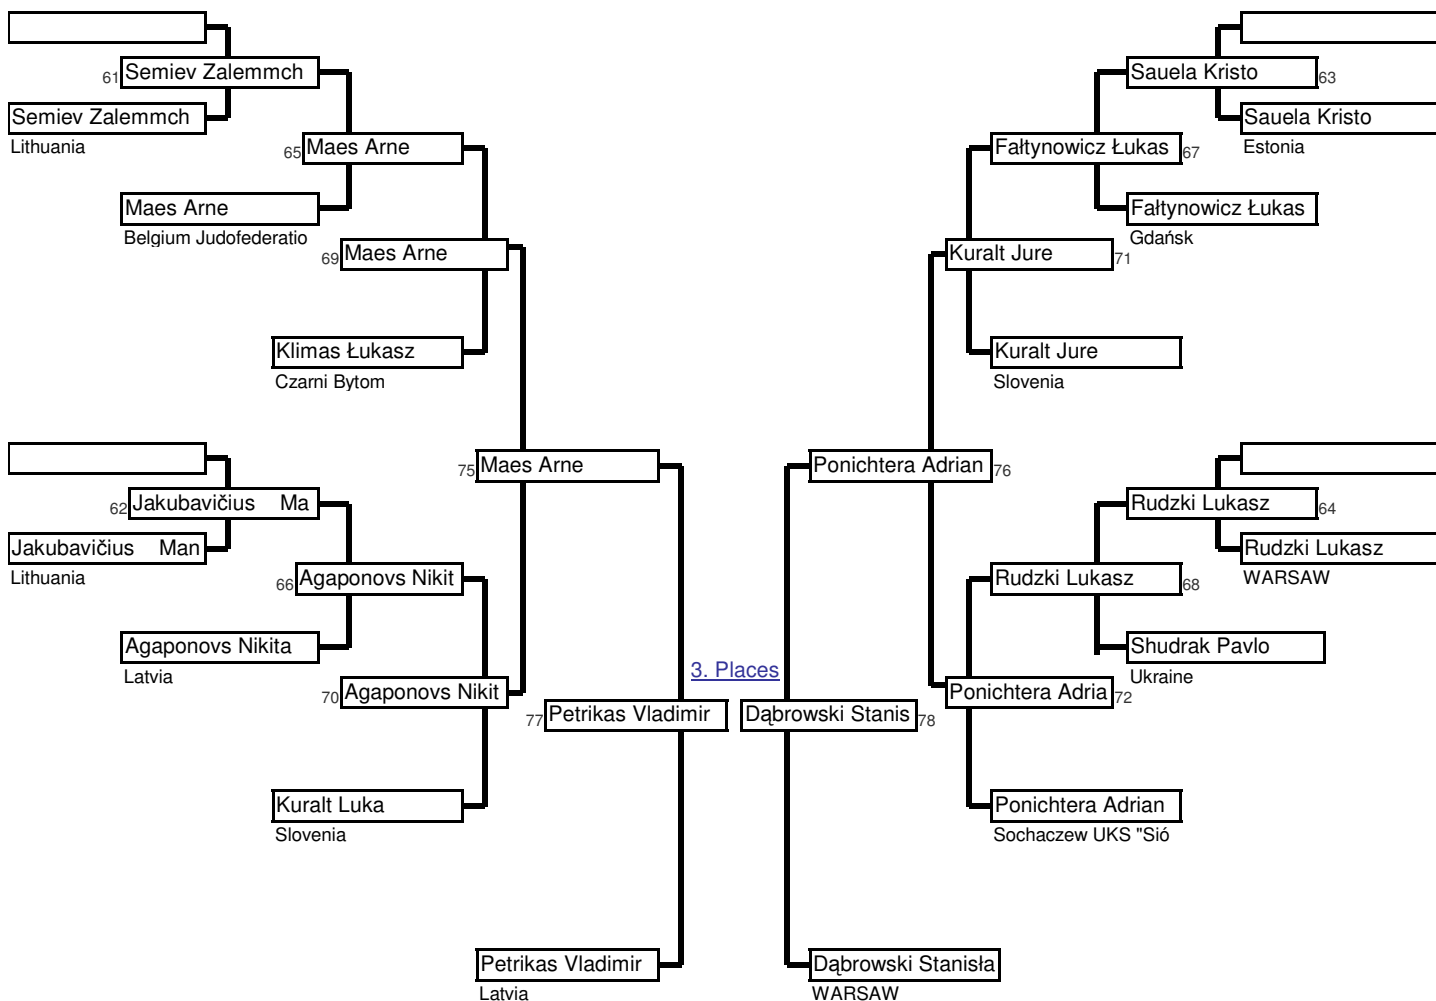 61 Semiev Zalemmch
Semiev Zalemmch
Lithuania
65 Maes Arne
Maes Arne
Belgium Judofederatio
69 Maes Arne
Klimas Łukasz
Czarni Bytom
75 Maes Arne
62 Jakubavičius Ma
Jakubavičius Man
Lithuania
66 Agaponovs Nikit
Agaponovs Nikita
Latvia
70 Agaponovs Nikit
Kuralt Luka
Slovenia
77 Petrikas Vladimir
Petrikas Vladimir
Latvia
3. Places
Sauela Kristo 63
Sauela Kristo
Estonia
Fałtynowicz Łukas 67
Fałtynowicz Łukas
Gdańsk
Kuralt Jure 71
Kuralt Jure
Slovenia
Ponichtera Adrian 76
Rudzki Lukasz 64
Rudzki Lukasz
WARSAW
Rudzki Lukasz 68
Shudrak Pavlo
Ukraine
Ponichtera Adria 72
Ponichtera Adrian
Sochaczew UKS "Sió
Dąbrowski Stanis 78
Dąbrowski Stanisła
WARSAW